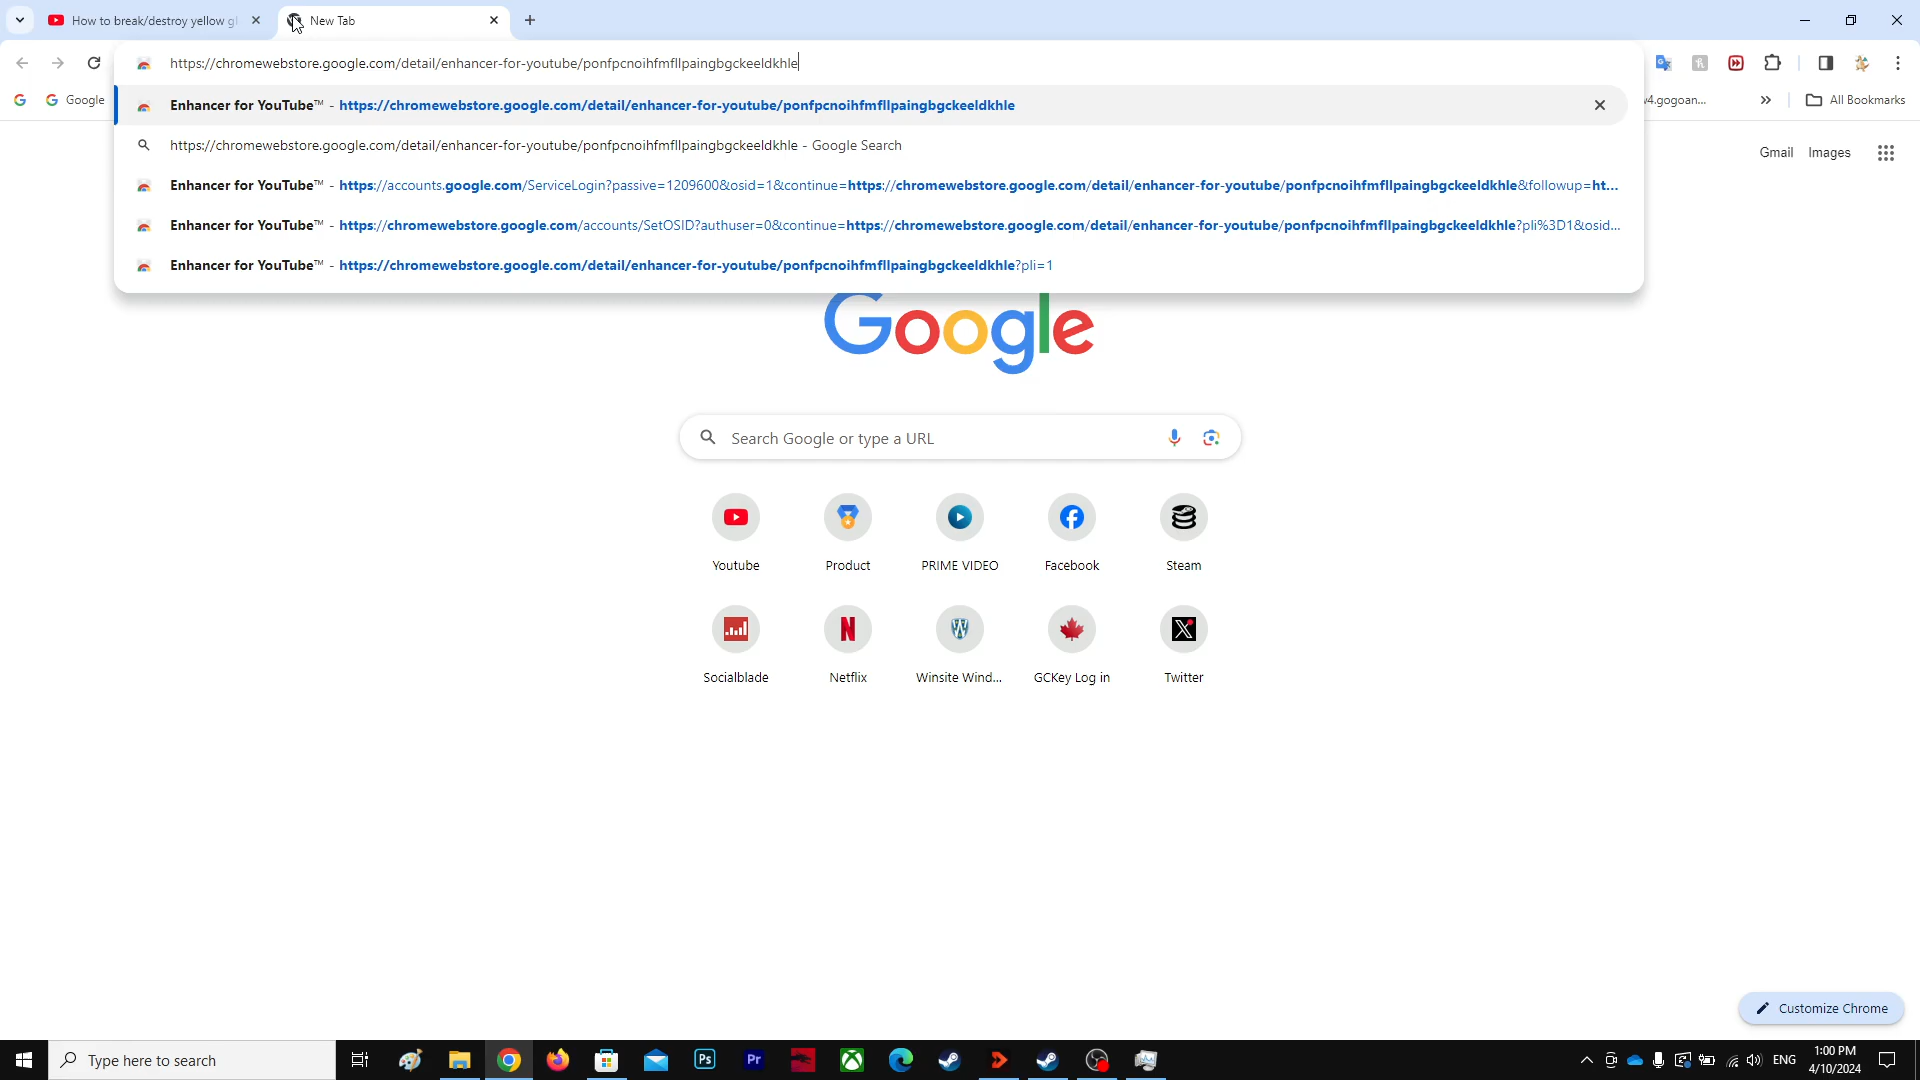 How to break/destroy yellow gl
New Tab
https://chromewebstore.google.com/detail/enhancer-for-youtube/ponfpcnoihfmfllpaingbgckeeldkhle
Google
v4.gogoan...
All Bookmarks
Enhancer for YouTube™ - https://chromewebstore.google.com/detail/enhancer-for-youtube/ponfpcnoihfmfllpaingbgckeeldkhle
https://chromewebstore.google.com/detail/enhancer-for-youtube/ponfpcnoihfmfllpaingbgckeeldkhle - Google Search
Enhancer for YouTube™ - https://accounts.google.com/ServiceLogin?passive=1209600&osid=1&continue=https://chromewebstore.google.com/detail/enhancer-for-youtube/ponfpcnoihfmfllpaingbgckeeldkhle&followup=ht...
Enhancer for YouTube™ - https://chromewebstore.google.com/accounts/SetOSID?authuser=0&continue=https://chromewebstore.google.com/detail/enhancer-for-youtube/ponfpcnoihfmfllpaingbgckeeldkhle?pli%3D1&osid...
Enhancer for YouTube™ - https://chromewebstore.google.com/detail/enhancer-for-youtube/ponfpcnoihfmfllpaingbgckeeldkhle?pli=1
Gmail Images
Google
Search Google or type a URL
Youtube Product PRIME VIDEO Facebook Steam
Socialblade Netflix Winsite Wind... GCKey Log in Twitter
Customize Chrome
Type here to search
Ps
Pr
ENG
1:00 PM
4/10/2024